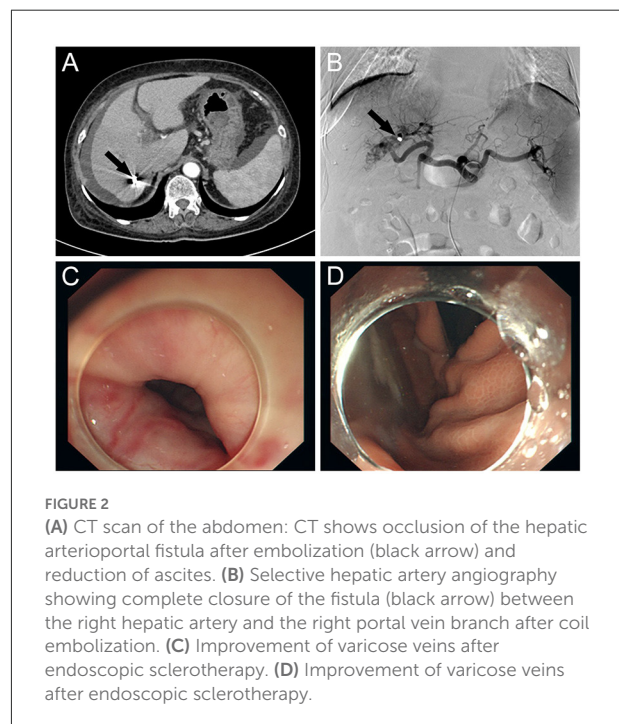 A
B
C
D
FIGURE 2
(A) CT scan of the abdomen: CT shows occlusion of the hepatic
arterioportal fistula after embolization (black arrow) and
reduction of ascites. (B) Selective hepatic artery angiography
showing complete closure of the fistula (black arrow) between
the right hepatic artery and the right portal vein branch after coil
embolization. (C) Improvement of varicose veins after
endoscopic sclerotherapy. (D) Improvement of varicose veins
after endoscopic sclerotherapy.